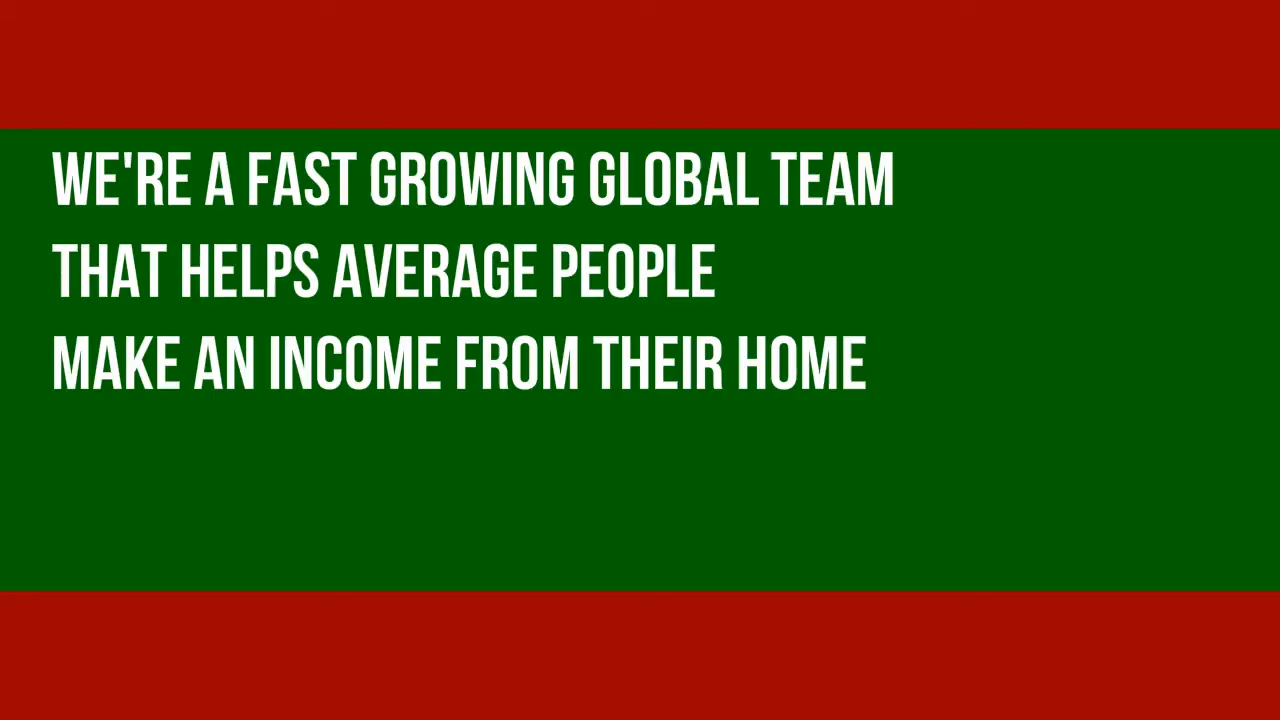 WE'RE A FAST GROWING GLOBAL TEAM
THAT HELPS AVERAGE PEOPLE
MAKE AN INCOME FROM THEIR HOME